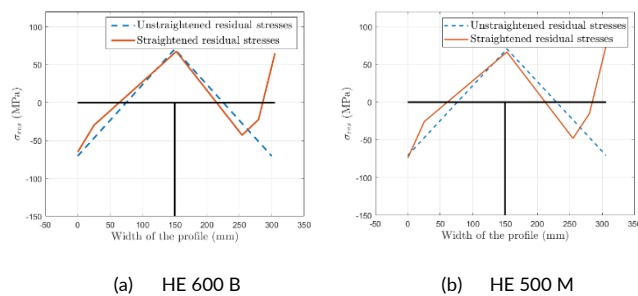 Unstraightened residual stresses
Straightened residual stresses
100
50
0
-50
-100
-150
σres (MPa)
-50 0 50 100 150 200 250 300 350
Width of the profile (mm)
(a) HE 600 B
Unstraightened residual stresses
Straightened residual stresses
100
50
0
-50
-100
-150
σres (MPa)
-50 0 50 100 150 200 250 300 350
Width of the profile (mm)
(b) HE 500 M